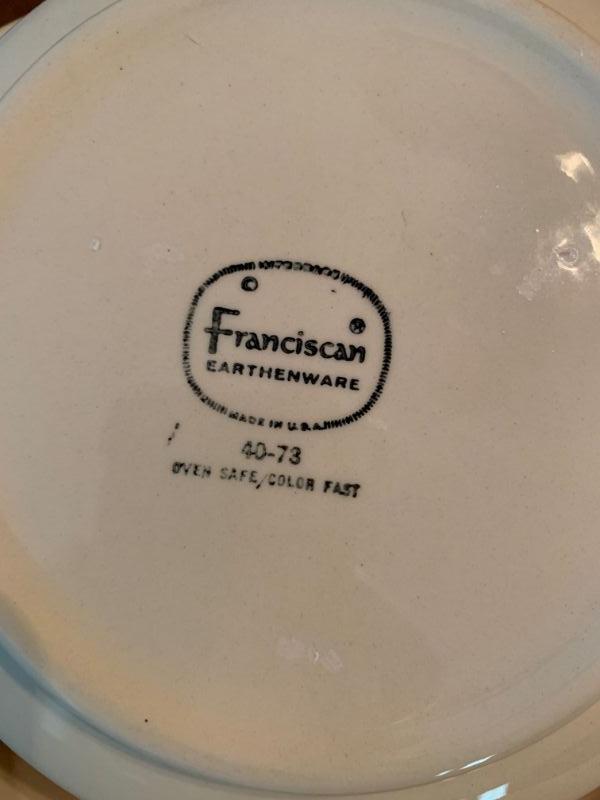 ©
Franciscan ®
EARTHENWARE
MADE IN U.S.A.
40-73
OVEN SAFE/COLOR FAST